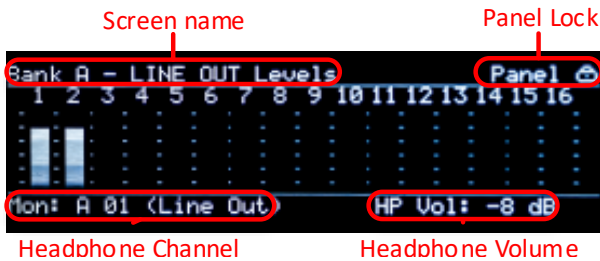 Screen name
Panel Lock
Bank A - LINE OUT Levels
Panel
1 2 3 4 5 6 7 8 9 10 11 12 13 14 15 16
Mon: A 01 (Line Out)
HP Vol: -8 dB
Headphone Channel
Headphone Volume